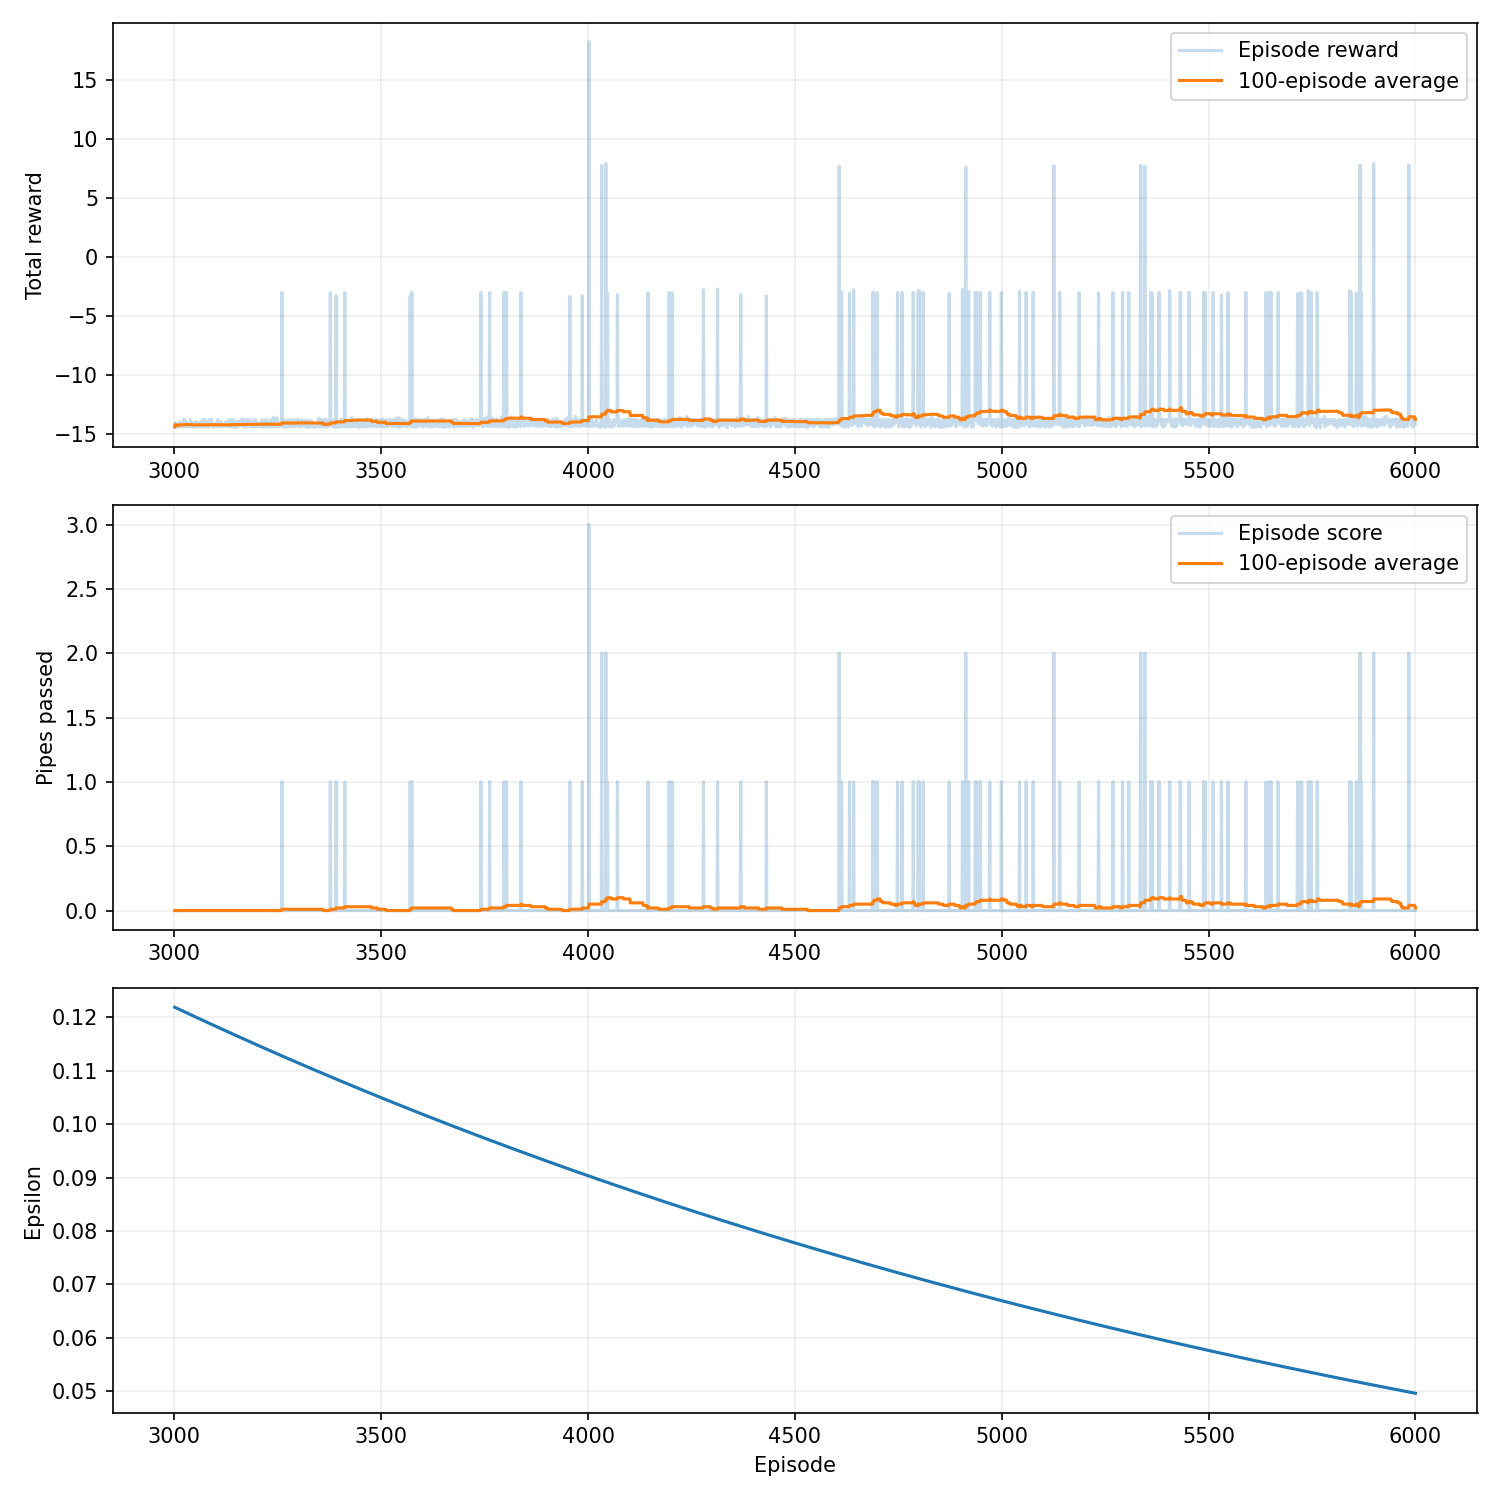 Total reward
15
10
5
0
−5
−10
−15
Episode reward
100-episode average
3000 3500 4000 4500 5000 5500 6000
Pipes passed
3.0
2.5
2.0
1.5
1.0
0.5
0.0
Episode score
100-episode average
3000 3500 4000 4500 5000 5500 6000
Epsilon
0.12
0.11
0.10
0.09
0.08
0.07
0.06
0.05
3000 3500 4000 4500 5000 5500 6000
Episode